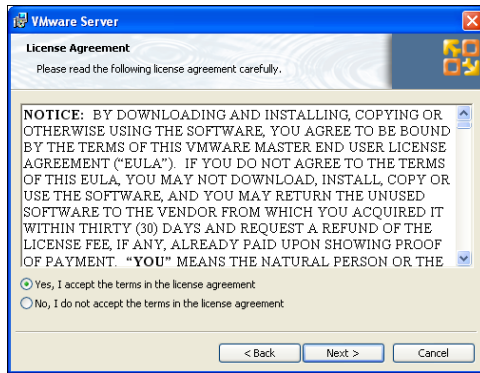 VMware Server
License Agreement
Please read the following license agreement carefully.
NOTICE: BY DOWNLOADING AND INSTALLING, COPYING OR
OTHERWISE USING THE SOFTWARE, YOU AGREE TO BE BOUND
BY THE TERMS OF THIS VMWARE MASTER END USER LICENSE
AGREEMENT (“EULA”). IF YOU DO NOT AGREE TO THE TERMS
OF THIS EULA, YOU MAY NOT DOWNLOAD, INSTALL, COPY OR
USE THE SOFTWARE, AND YOU MAY RETURN THE UNUSED
SOFTWARE TO THE VENDOR FROM WHICH YOU ACQUIRED IT
WITHIN THIRTY (30) DAYS AND REQUEST A REFUND OF THE
LICENSE FEE, IF ANY, ALREADY PAID UPON SHOWING PROOF
OF PAYMENT. “YOU” MEANS THE NATURAL PERSON OR THE
Yes, I accept the terms in the license agreement
No, I do not accept the terms in the license agreement
< Back Next > Cancel